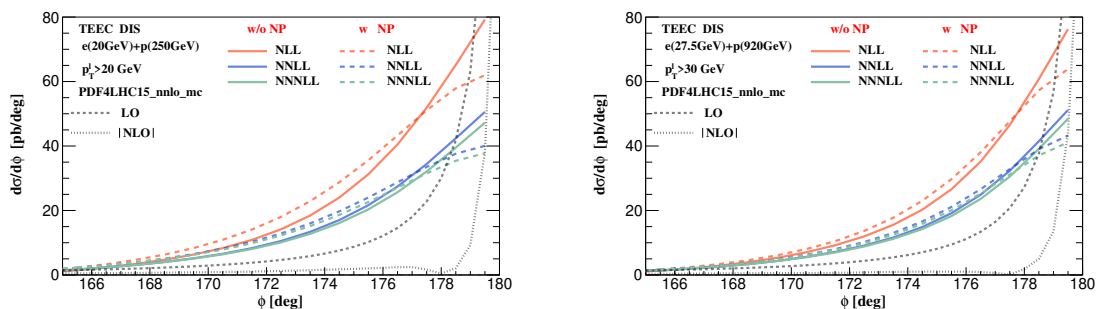 TEEC DIS
w/o NP
w NP
e(20GeV)+p(250GeV)
NLL
NLL
p_T^l>20 GeV
NNLL
NNLL
NNNLL
NNNLL
PDF4LHC15_nnlo_mc
LO
|NLO|
80
60
40
20
0
dσ/dϕ [pb/deg]
166 168 170 172 174 176 178 180
ϕ [deg]
TEEC DIS
w/o NP
w NP
e(27.5GeV)+p(920GeV)
NLL
NLL
p_T^l>30 GeV
NNLL
NNLL
NNNLL
NNNLL
PDF4LHC15_nnlo_mc
LO
|NLO|
80
60
40
20
0
dσ/dϕ [pb/deg]
166 168 170 172 174 176 178 180
ϕ [deg]